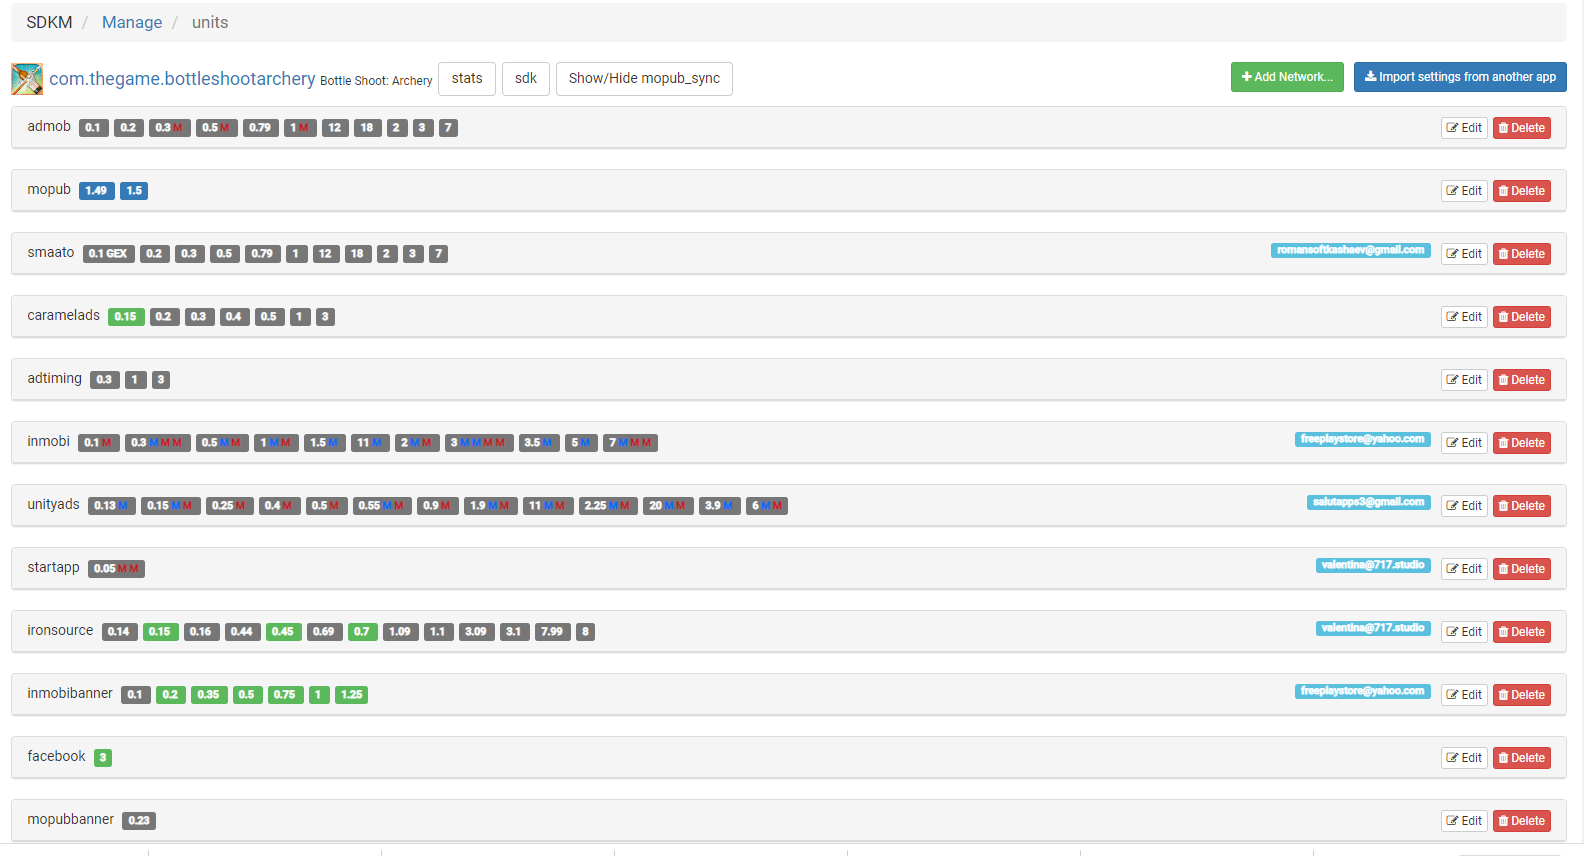 SDKM / Manage / units
com.thegame.bottleshootarchery Bottle Shoot: Archery stats sdk Show/Hide mopub_sync Add Network... Import settings from another app
admob 0.1 0.2 0.3 M 0.5 M 0.79 1 M 12 18 2 3 7 Edit Delete
mopub 1.49 1.5 Edit Delete
smaato 0.1 GEX 0.2 0.3 0.5 0.79 1 12 18 2 3 7 romansoftkashaev@gmail.com Edit Delete
caramelads 0.15 0.2 0.3 0.4 0.5 1 3 Edit Delete
adtiming 0.3 1 3 Edit Delete
inmobi 0.1 M 0.3 M M M 0.5 M M 1 M M 1.5 M 11 M 2 M M 3 M M M M 3.5 M 5 M 7 M M M freeplaystore@yahoo.com Edit Delete
unityads 0.13 M 0.15 M M 0.25 M 0.4 M 0.5 M 0.55 M M 0.9 M 1.9 M M 11 M M 2.25 M M 20 M M 3.9 M 6 M M salutapps3@gmail.com Edit Delete
startapp 0.05 M M valentina@717.studio Edit Delete
ironsource 0.14 0.15 0.16 0.44 0.45 0.69 0.7 1.09 1.1 3.09 3.1 7.99 8 valentina@717.studio Edit Delete
inmobibanner 0.1 0.2 0.35 0.5 0.75 1 1.25 freeplaystore@yahoo.com Edit Delete
facebook 3 Edit Delete
mopubbanner 0.23 Edit Delete